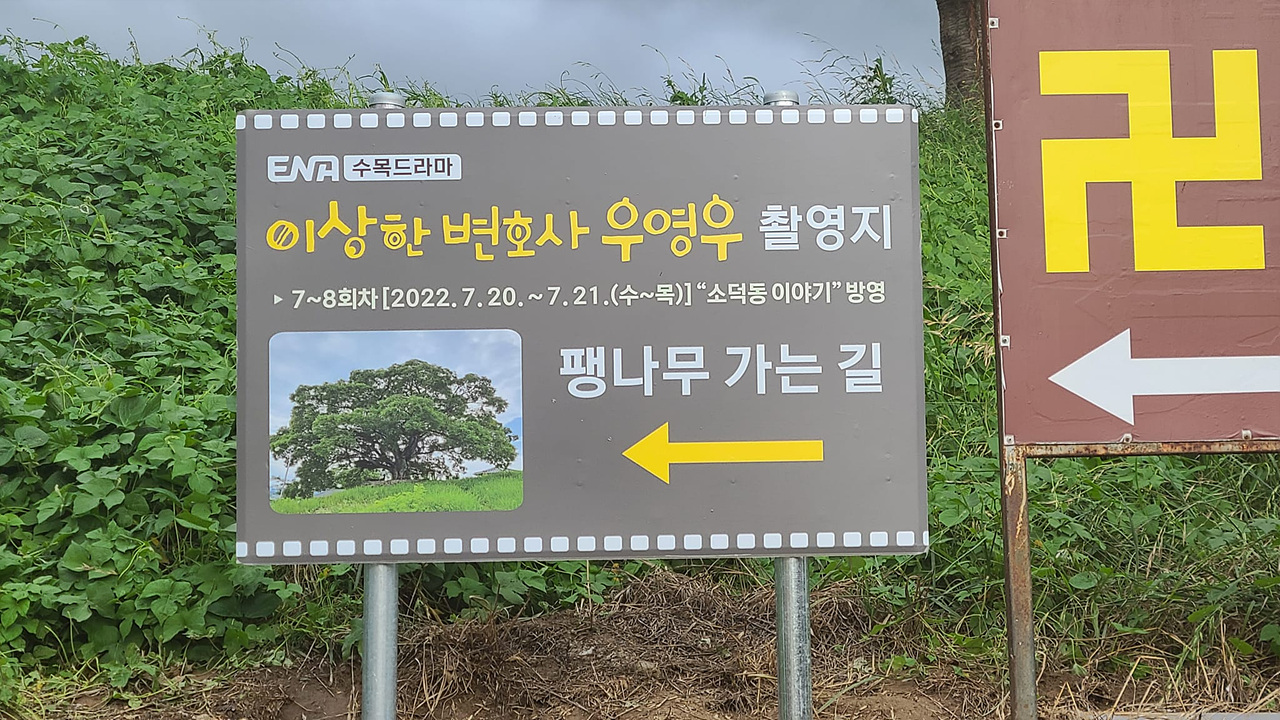 ENA 수목드라마
이상한 변호사 우영우 촬영지
▸ 7~8회차 [2022. 7. 20. ~ 7. 21.(수~목)] “소덕동 이야기” 방영
팽나무 가는 길
卍